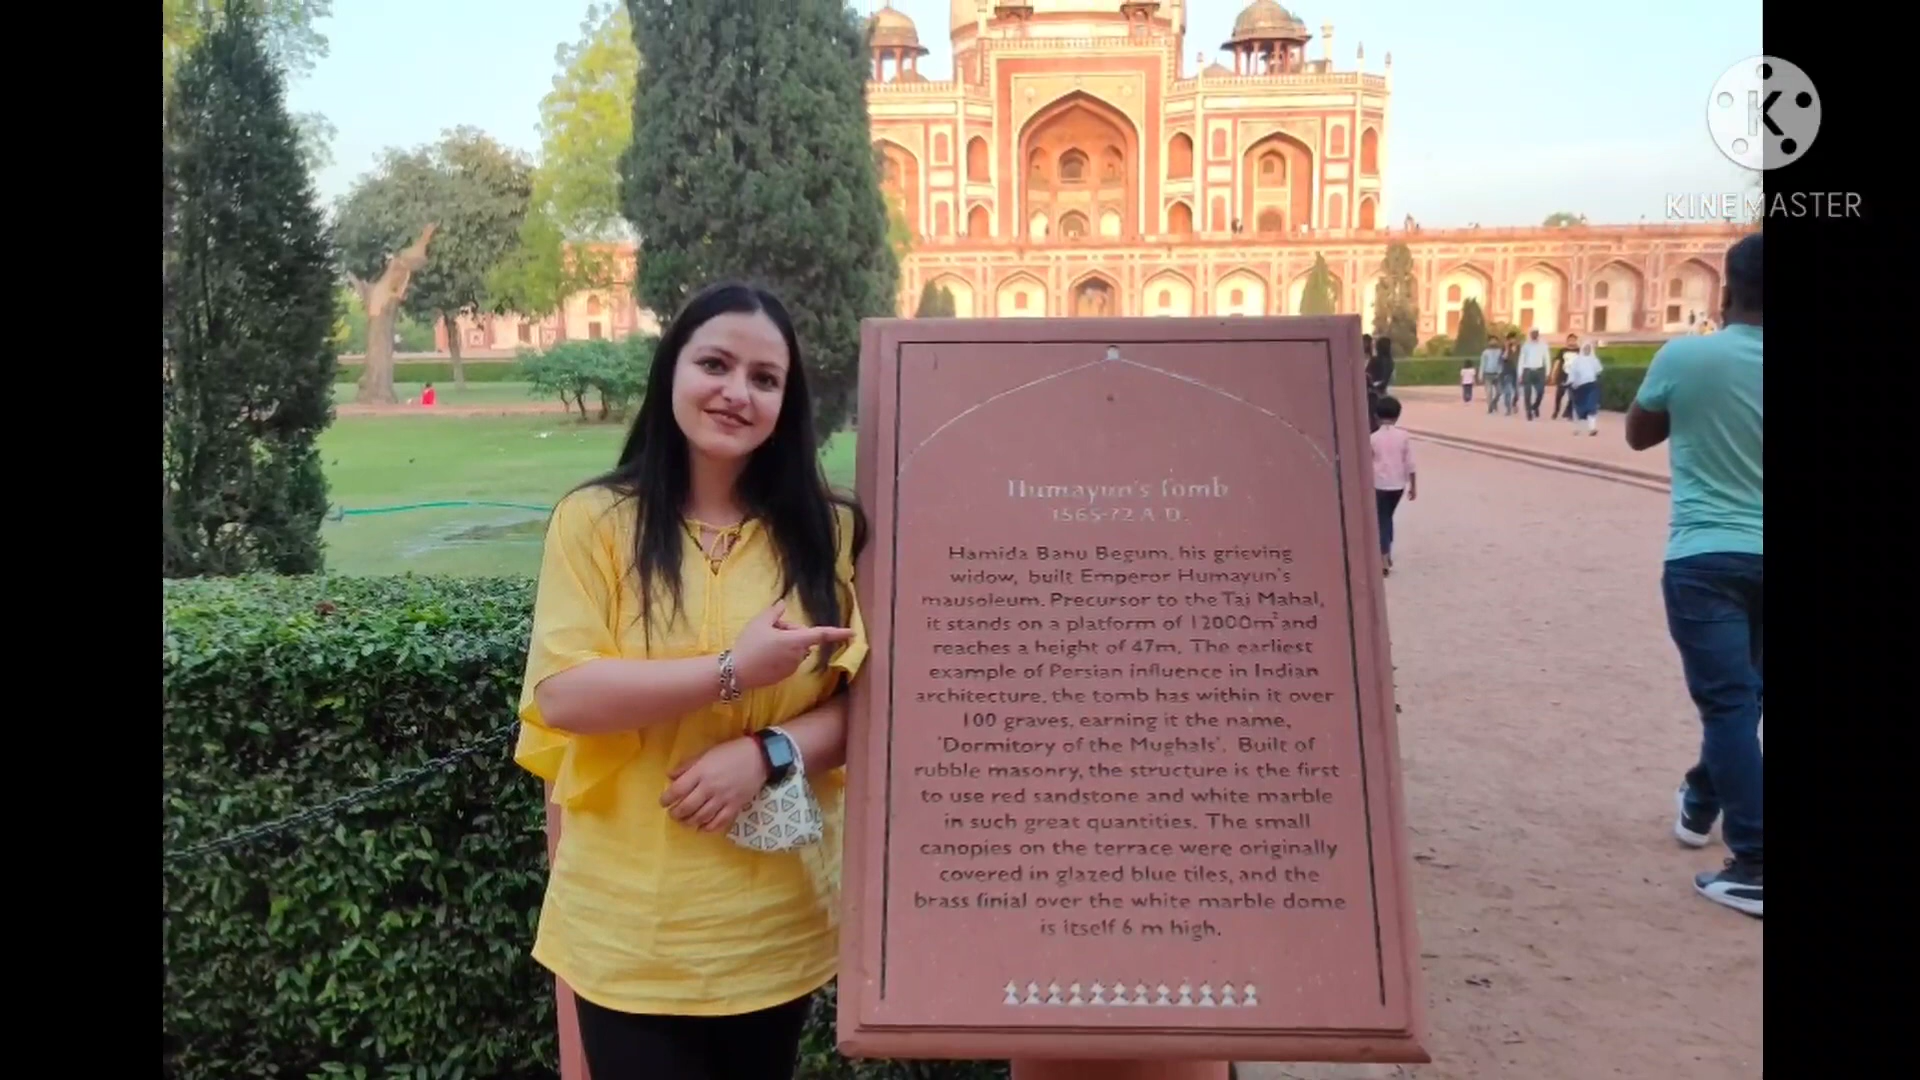 K
KINEMASTER
Humayun's Tomb
1565-72 A.D.
Hamida Banu Begum, his grieving
widow, built Emperor Humayun's
mausoleum. Precursor to the Taj Mahal,
it stands on a platform of 12000m² and
reaches a height of 47m. The earliest
example of Persian influence in Indian
architecture, the tomb has within it over
100 graves, earning it the name,
'Dormitory of the Mughals'. Built of
rubble masonry, the structure is the first
to use red sandstone and white marble
in such great quantities. The small
canopies on the terrace were originally
covered in glazed blue tiles, and the
brass finial over the white marble dome
is itself 6 m high.